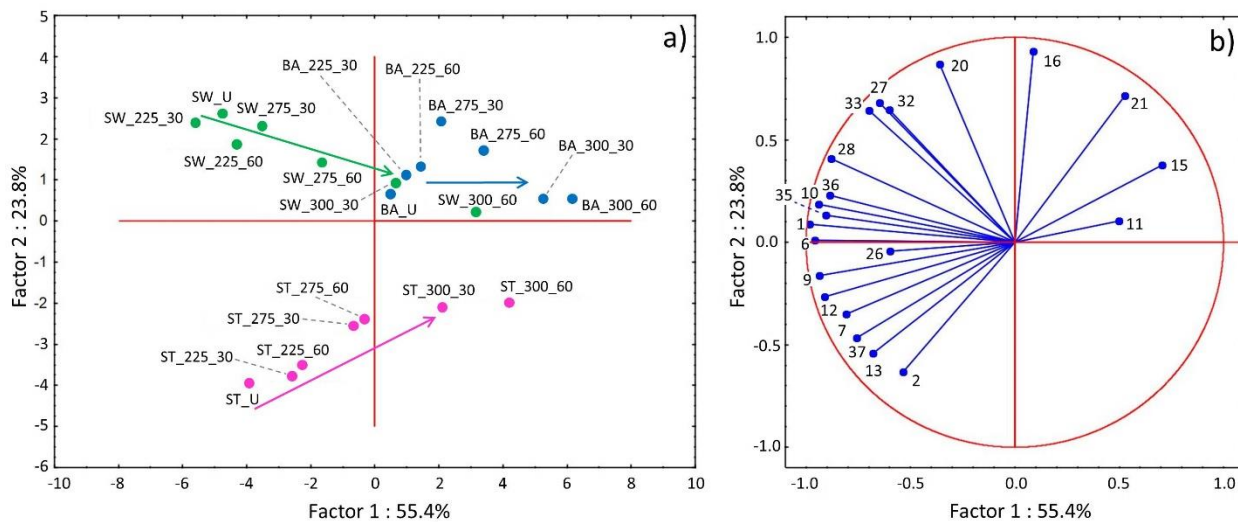 a)
5
4
3
2
1
0
-1
-2
-3
-4
-5
-6
Factor 2 : 23.8%
BA_225_30
BA_225_60
SW_U
SW_275_30
SW_225_30
BA_275_30
BA_275_60
SW_225_60
BA_300_30
SW_275_60
SW_300_30
BA_U
SW_300_60
BA_300_60
ST_275_60
ST_300_30
ST_300_60
ST_275_30
ST_225_60
ST_225_30
ST_U
-10 -8 -6 -4 -2 0 2 4 6 8 10
Factor 1 : 55.4%
b)
1.0
0.5
0.0
-0.5
-1.0
Factor 2 : 23.8%
16
20
27
21
33
32
28
15
36
10
35
11
1
6
26
9
12
7
37
13
2
-1.0 -0.5 0.0 0.5 1.0
Factor 1 : 55.4%